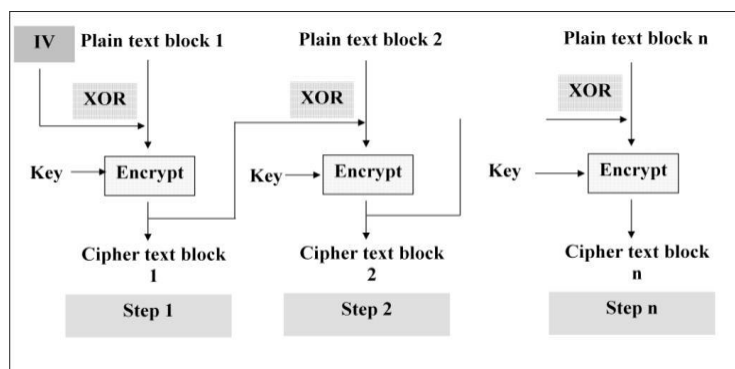 IV
Plain text block 1
Plain text block 2
Plain text block n
XOR
XOR
XOR
Key
Encrypt
Key
Encrypt
Key
Encrypt
Cipher text block
1
Cipher text block
2
Cipher text block
n
Step 1
Step 2
Step n